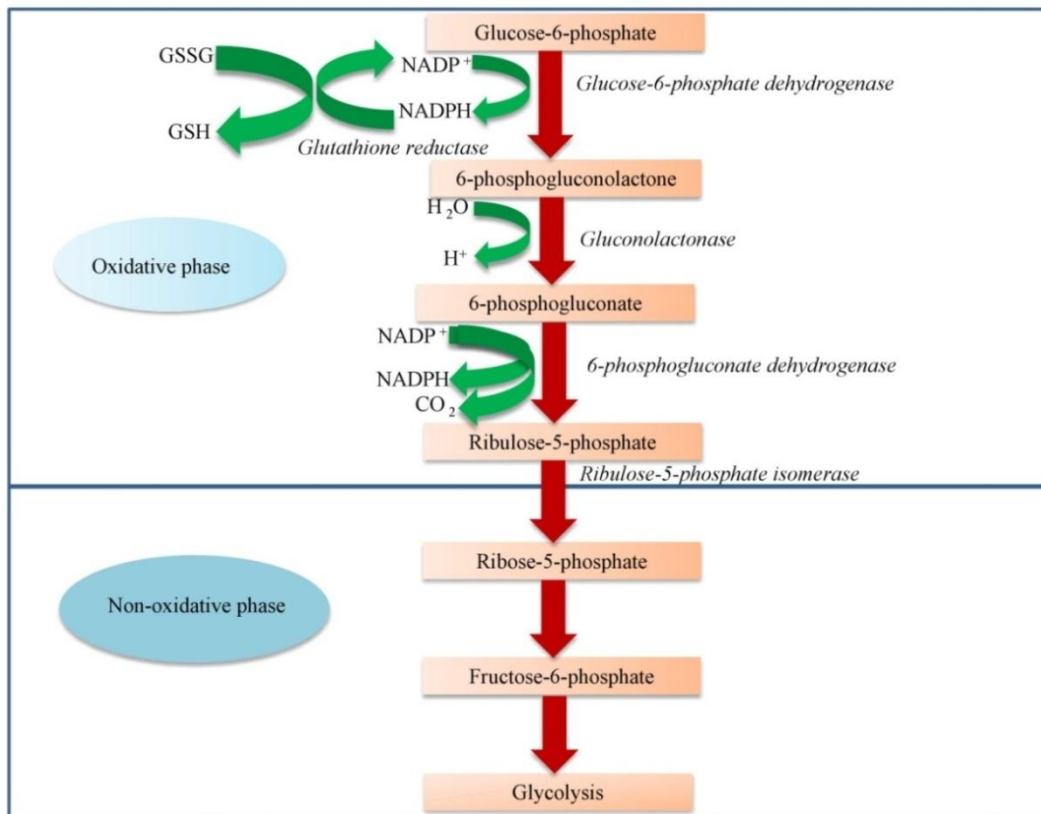 Glucose-6-phosphate
GSSG
NADP+
Glucose-6-phosphate dehydrogenase
NADPH
GSH
Glutathione reductase
6-phosphogluconolactone
H2O
Gluconolactonase
H+
Oxidative phase
6-phosphogluconate
NADP+
6-phosphogluconate dehydrogenase
NADPH
CO2
Ribulose-5-phosphate
Ribulose-5-phosphate isomerase
Ribose-5-phosphate
Non-oxidative phase
Fructose-6-phosphate
Glycolysis